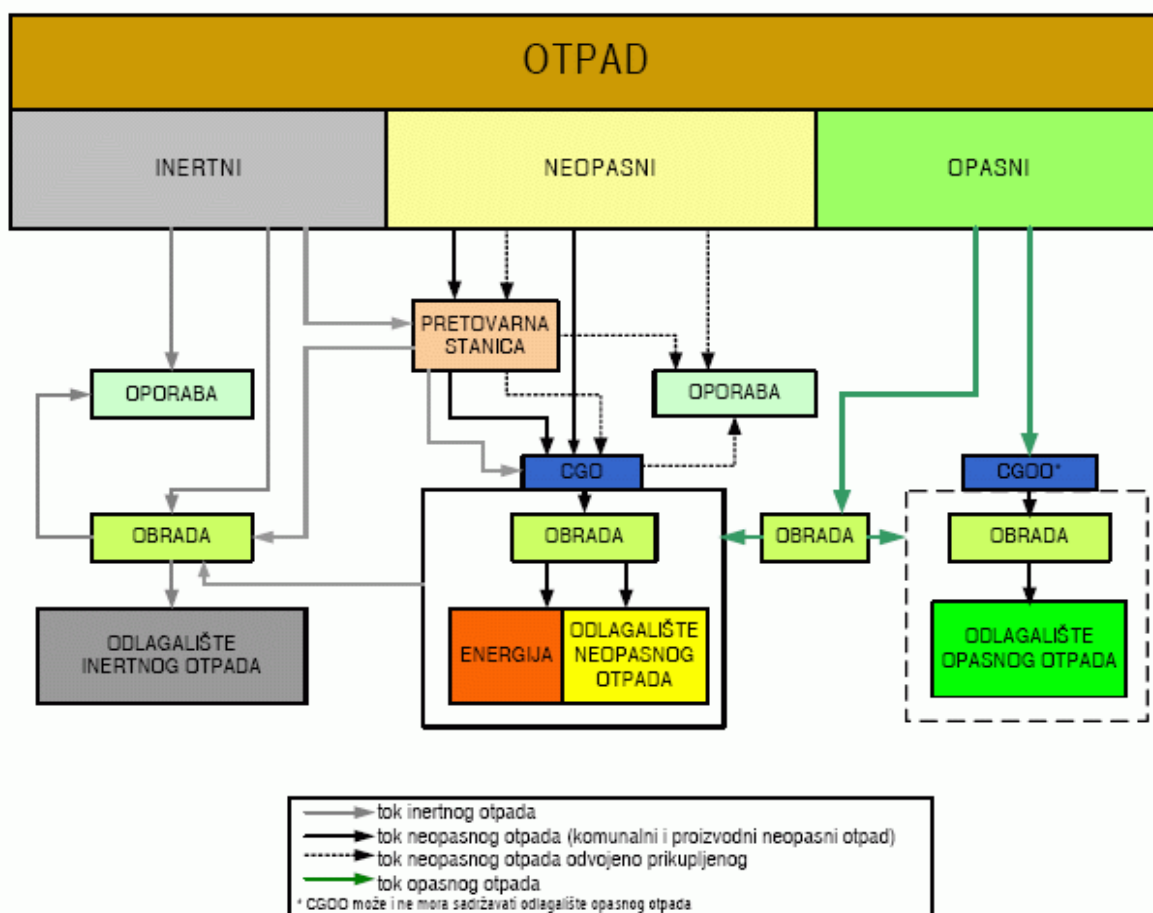 OTPAD
INERTNI
NEOPASNI
OPASNI
PRETOVARNA
STANICA
OPORABA
OPORABA
CGO
CGOO*
OBRADA
OBRADA
OBRADA
OBRADA
ODLAGALIŠTE
INERTNOG OTPADA
ENERGIJA
ODLAGALIŠTE
NEOPASNOG
OTPADA
ODLAGALIŠTE
OPASNOG OTPADA
tok inertnog otpada
tok neopasnog otpada (komunalni i proizvodni neopasni otpad)
tok neopasnog otpada odvojeno prikupljenog
tok opasnog otpada
* CGOO može i ne mora sadržavati odlagalište opasnog otpada